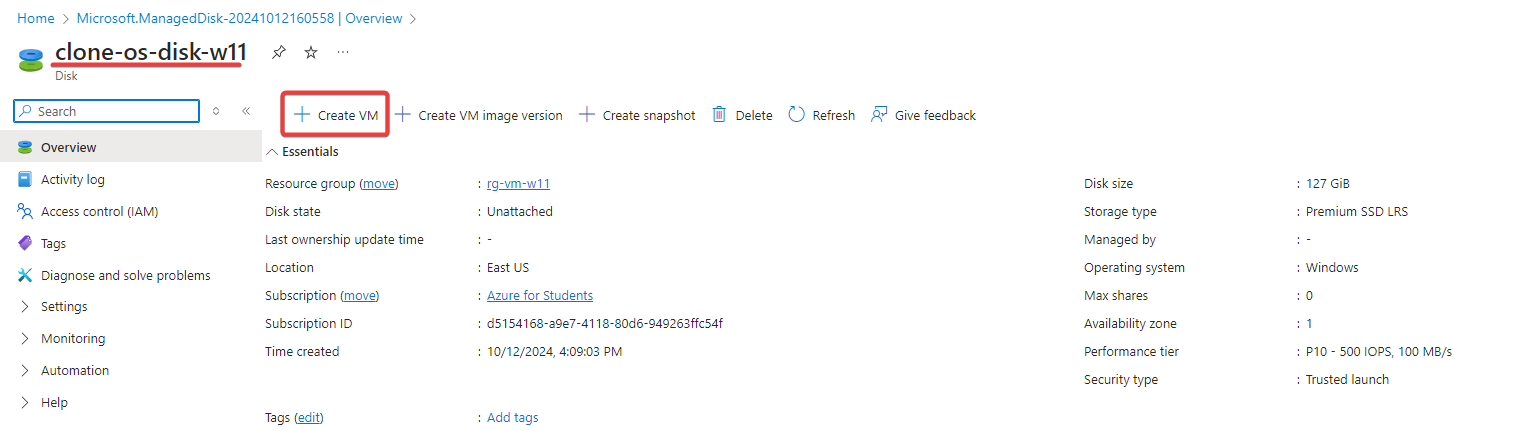 Home > Microsoft.ManagedDisk-20241012160558 | Overview >
clone-os-disk-w11 ...
Disk
Search
Overview
Activity log
Access control (IAM)
Tags
Diagnose and solve problems
Settings
Monitoring
Automation
Help
+ Create VM + Create VM image version + Create snapshot Delete Refresh Give feedback
Essentials
Resource group (move) : rg-vm-w11
Disk state : Unattached
Last ownership update time : -
Location : East US
Subscription (move) : Azure for Students
Subscription ID : d5154168-a9e7-4118-80d6-949263ffc54f
Time created : 10/12/2024, 4:09:03 PM
Disk size : 127 GiB
Storage type : Premium SSD LRS
Managed by : -
Operating system : Windows
Max shares : 0
Availability zone : 1
Performance tier : P10 - 500 IOPS, 100 MB/s
Security type : Trusted launch
Tags (edit) : Add tags